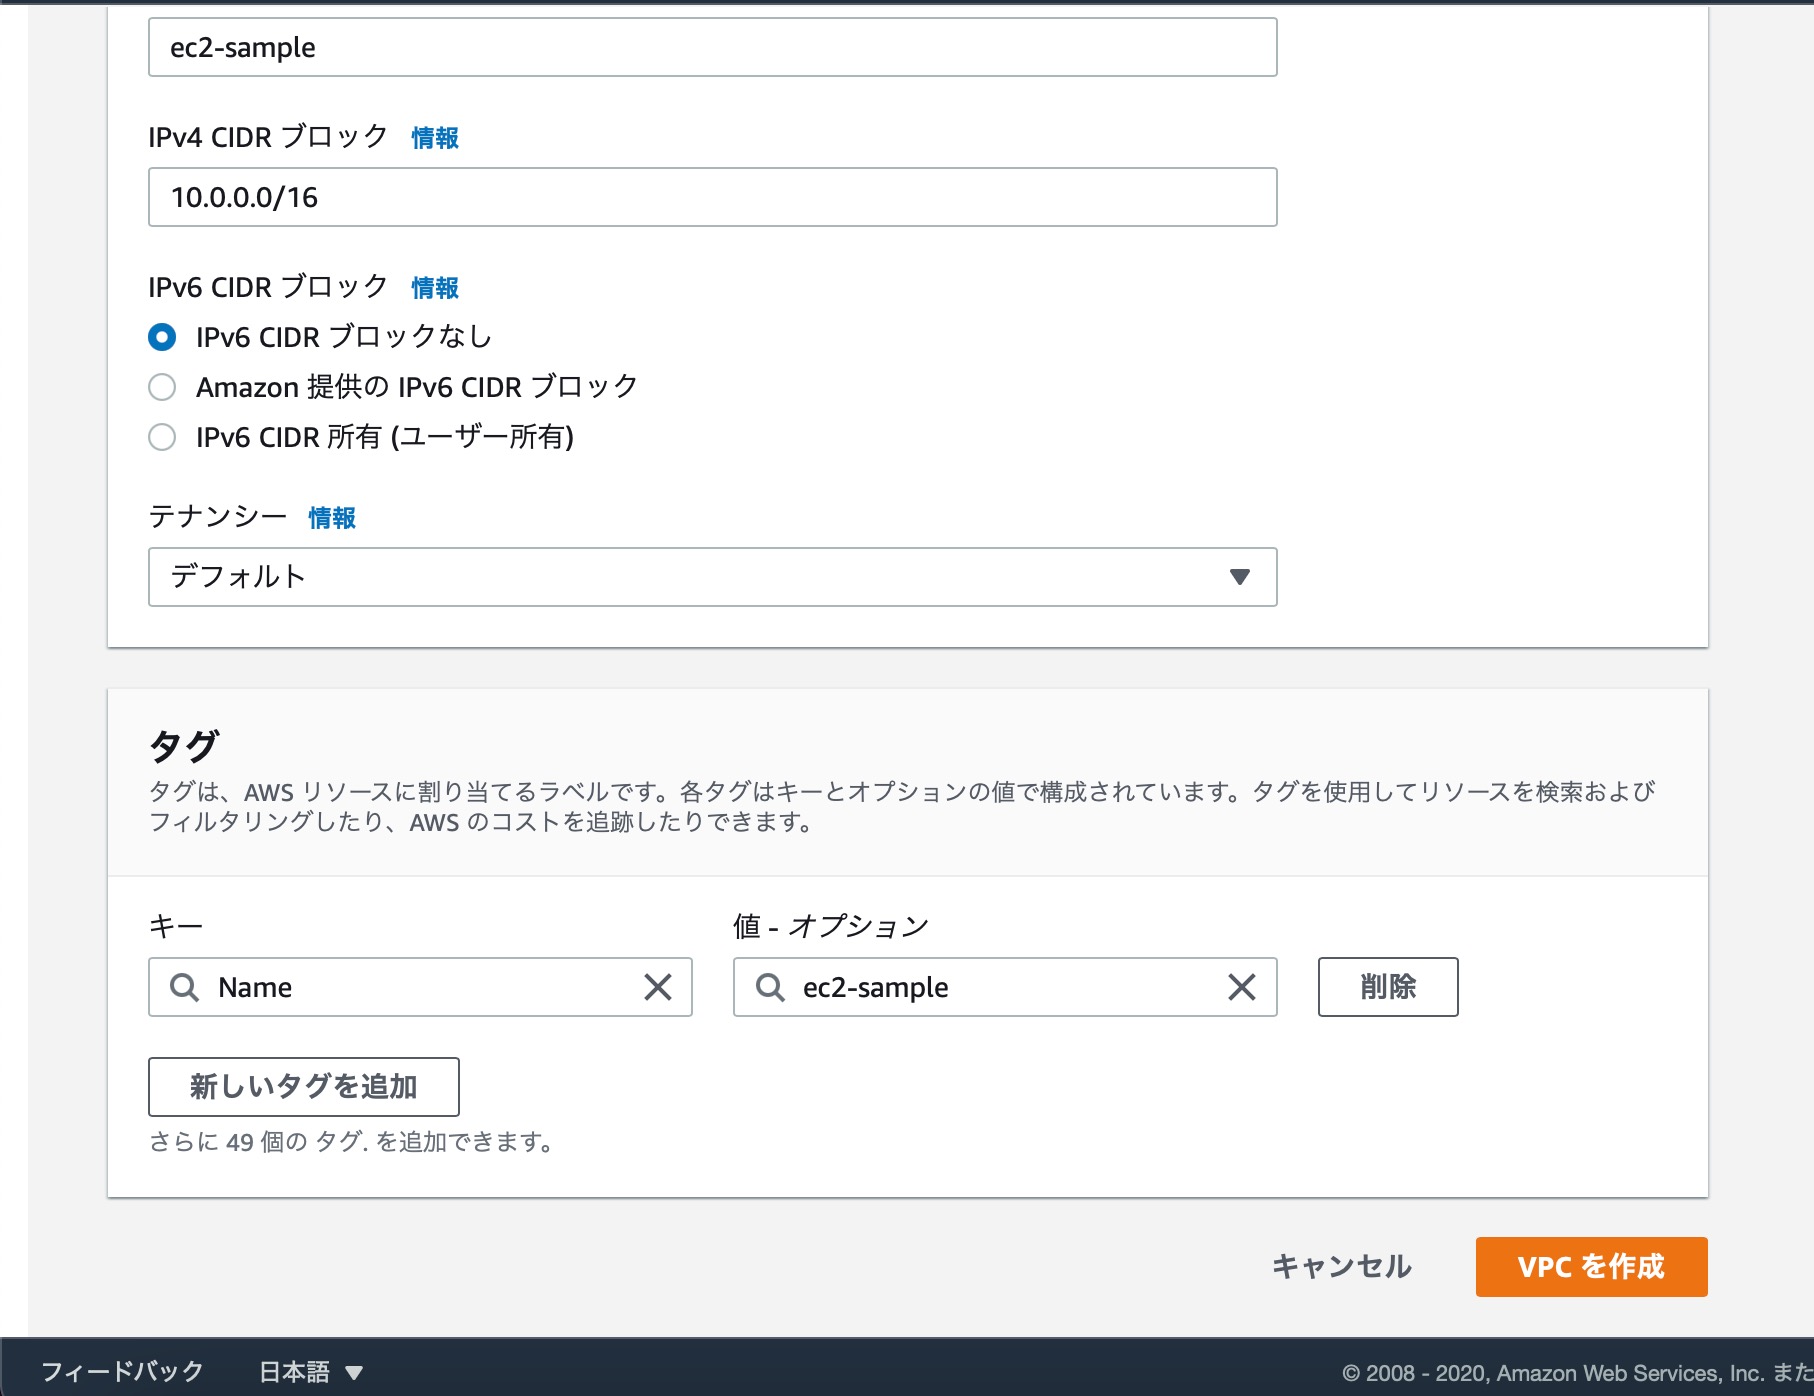 ec2-sample
IPv4 CIDR ブロック 情報
10.0.0.0/16
IPv6 CIDR ブロック 情報
IPv6 CIDR ブロックなし
Amazon 提供の IPv6 CIDR ブロック
IPv6 CIDR 所有 (ユーザー所有)
テナンシー 情報
デフォルト
タグ
タグは、AWS リソースに割り当てるラベルです。各タグはキーとオプションの値で構成されています。タグを使用してリソースを検索および
フィルタリングしたり、AWS のコストを追跡したりできます。
キー 値 - オプション
Name ec2-sample 削除
新しいタグを追加
さらに 49 個の タグ. を追加できます。
キャンセル VPC を作成
フィードバック 日本語 © 2008 - 2020, Amazon Web Services, Inc. また